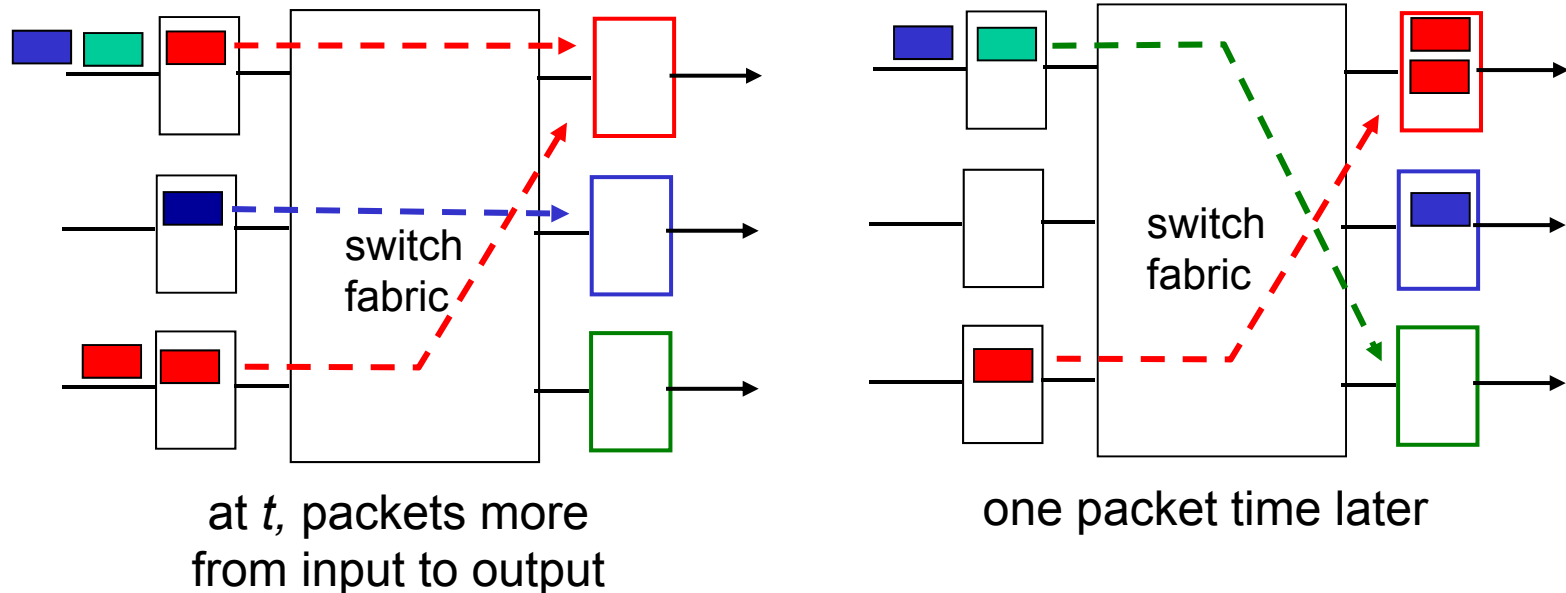 switch
fabric
at t, packets more
from input to output
switch
fabric
one packet time later